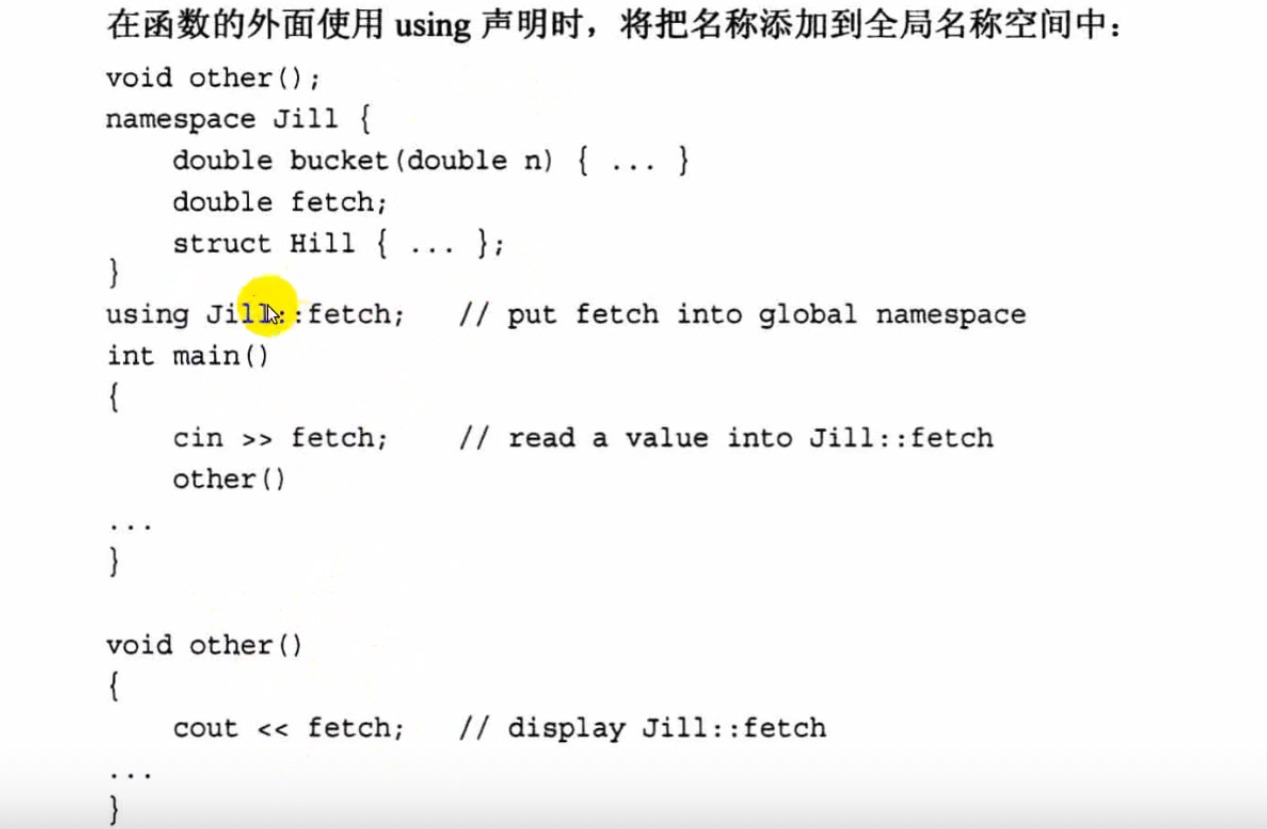 在函数的外面使用 using 声明时，将把名称添加到全局名称空间中：
void other();
namespace Jill {
    double bucket(double n) { ... }
    double fetch;
    struct Hill { ... };
}
using Jill::fetch;   // put fetch into global namespace
int main()
{
    cin >> fetch;    // read a value into Jill::fetch
    other()
...
}
void other()
{
    cout << fetch;   // display Jill::fetch
...
}